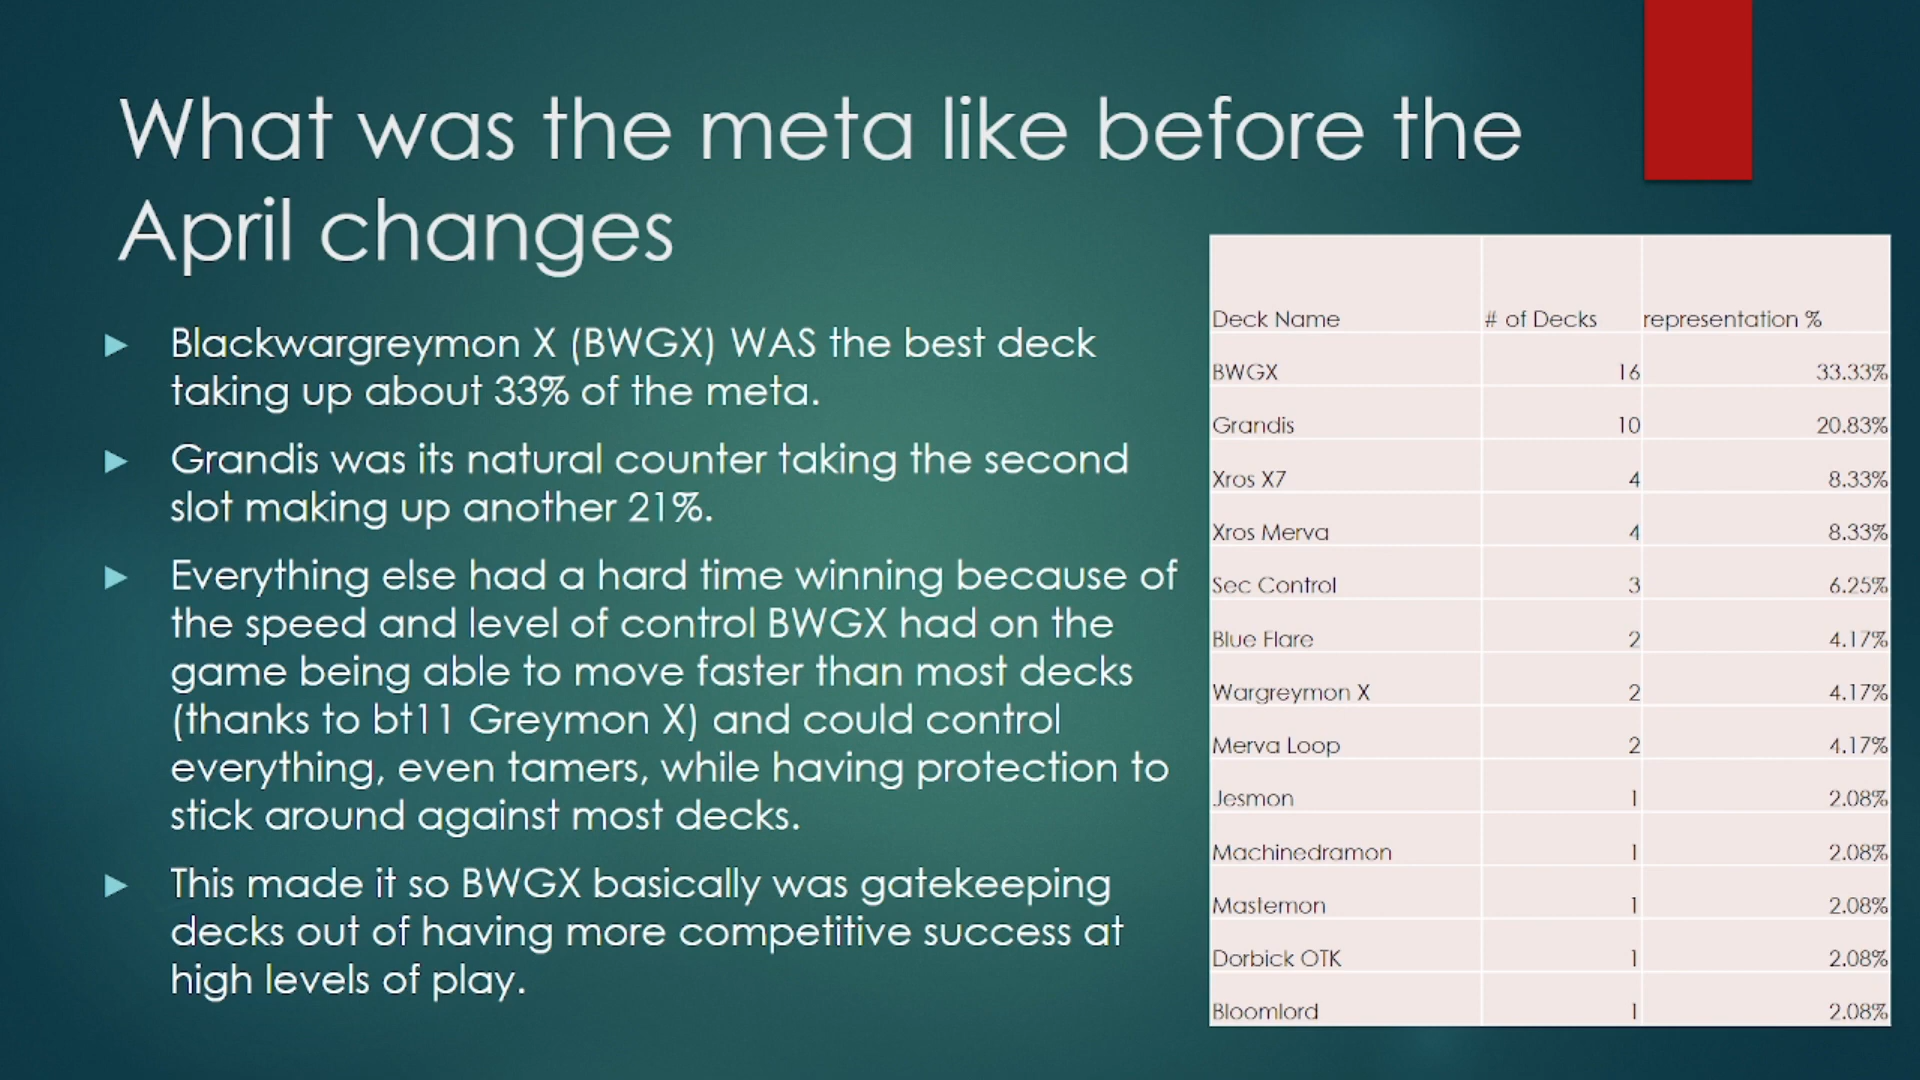 What was the meta like before the
April changes
Blackwargreymon X (BWGX) WAS the best deck
taking up about 33% of the meta.
Grandis was its natural counter taking the second
slot making up another 21%.
Everything else had a hard time winning because of
the speed and level of control BWGX had on the
game being able to move faster than most decks
(thanks to bt11 Greymon X) and could control
everything, even tamers, while having protection to
stick around against most decks.
This made it so BWGX basically was gatekeeping
decks out of having more competitive success at
high levels of play.
Deck Name # of Decks representation %
BWGX 16 33.33%
Grandis 10 20.83%
Xros X7 4 8.33%
Xros Merva 4 8.33%
Sec Control 3 6.25%
Blue Flare 2 4.17%
Wargreymon X 2 4.17%
Merva Loop 2 4.17%
Jesmon 1 2.08%
Machinedramon 1 2.08%
Mastemon 1 2.08%
Dorbick OTK 1 2.08%
Bloomlord 1 2.08%